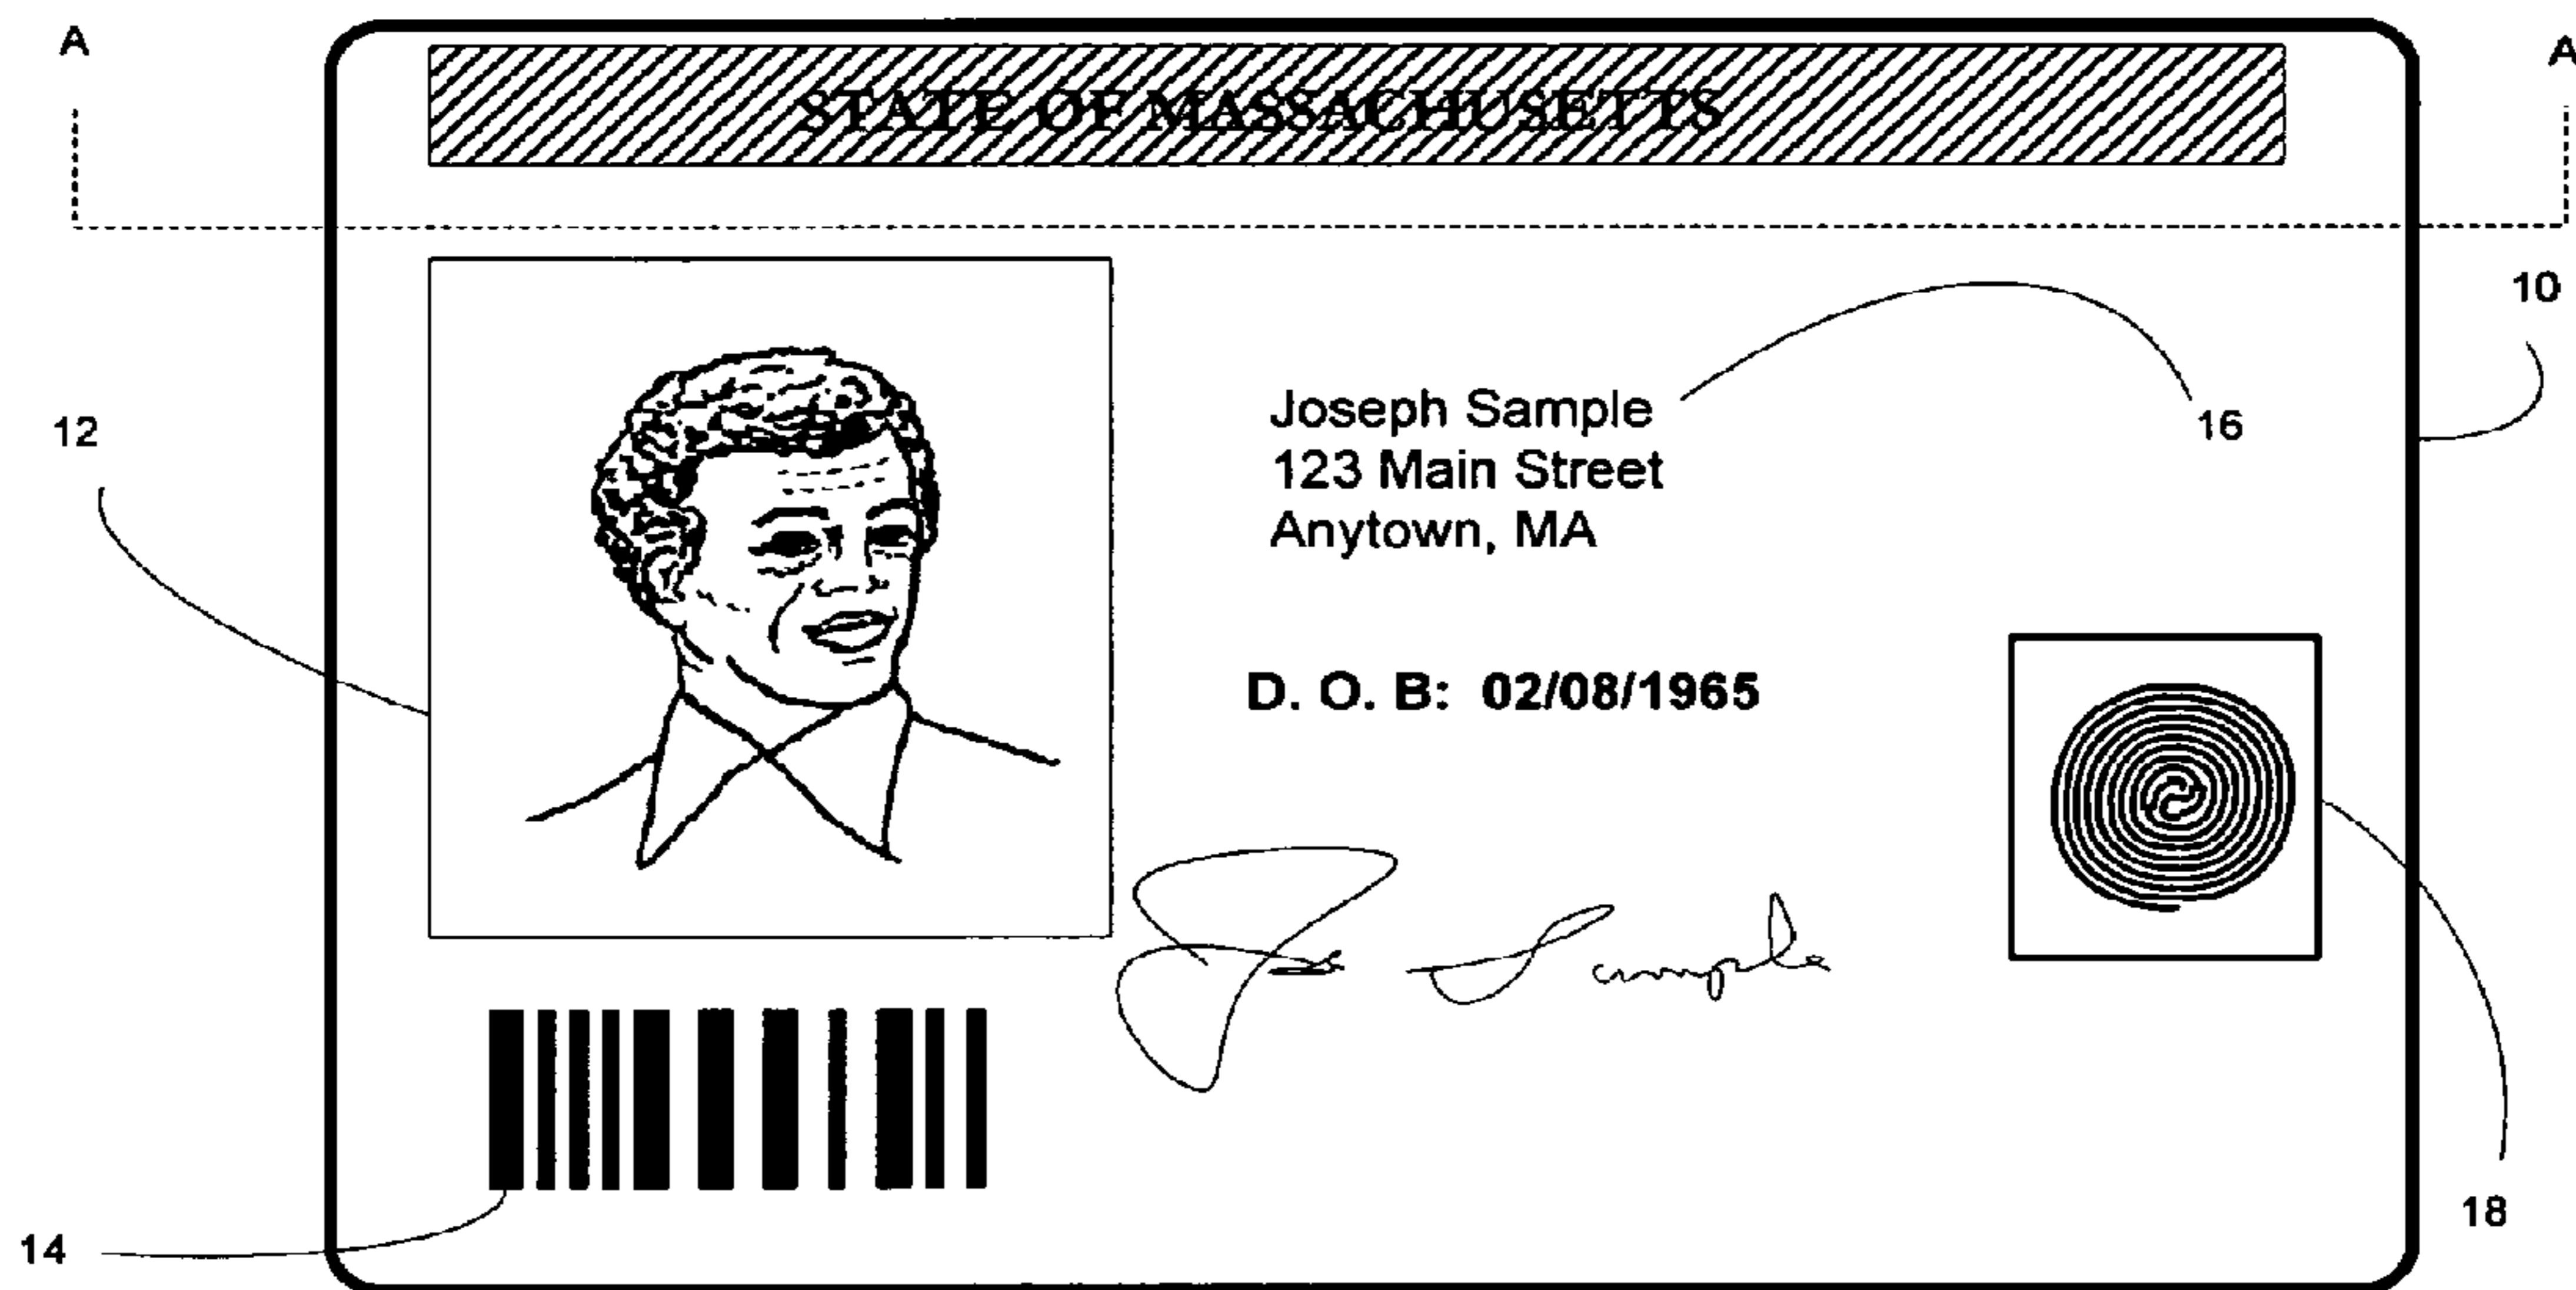 A A
STATE OF MASSACHUSETTS
10
12
Joseph Sample
123 Main Street
Anytown, MA
16
D. O. B: 02/08/1965
Joe Sample
14
18